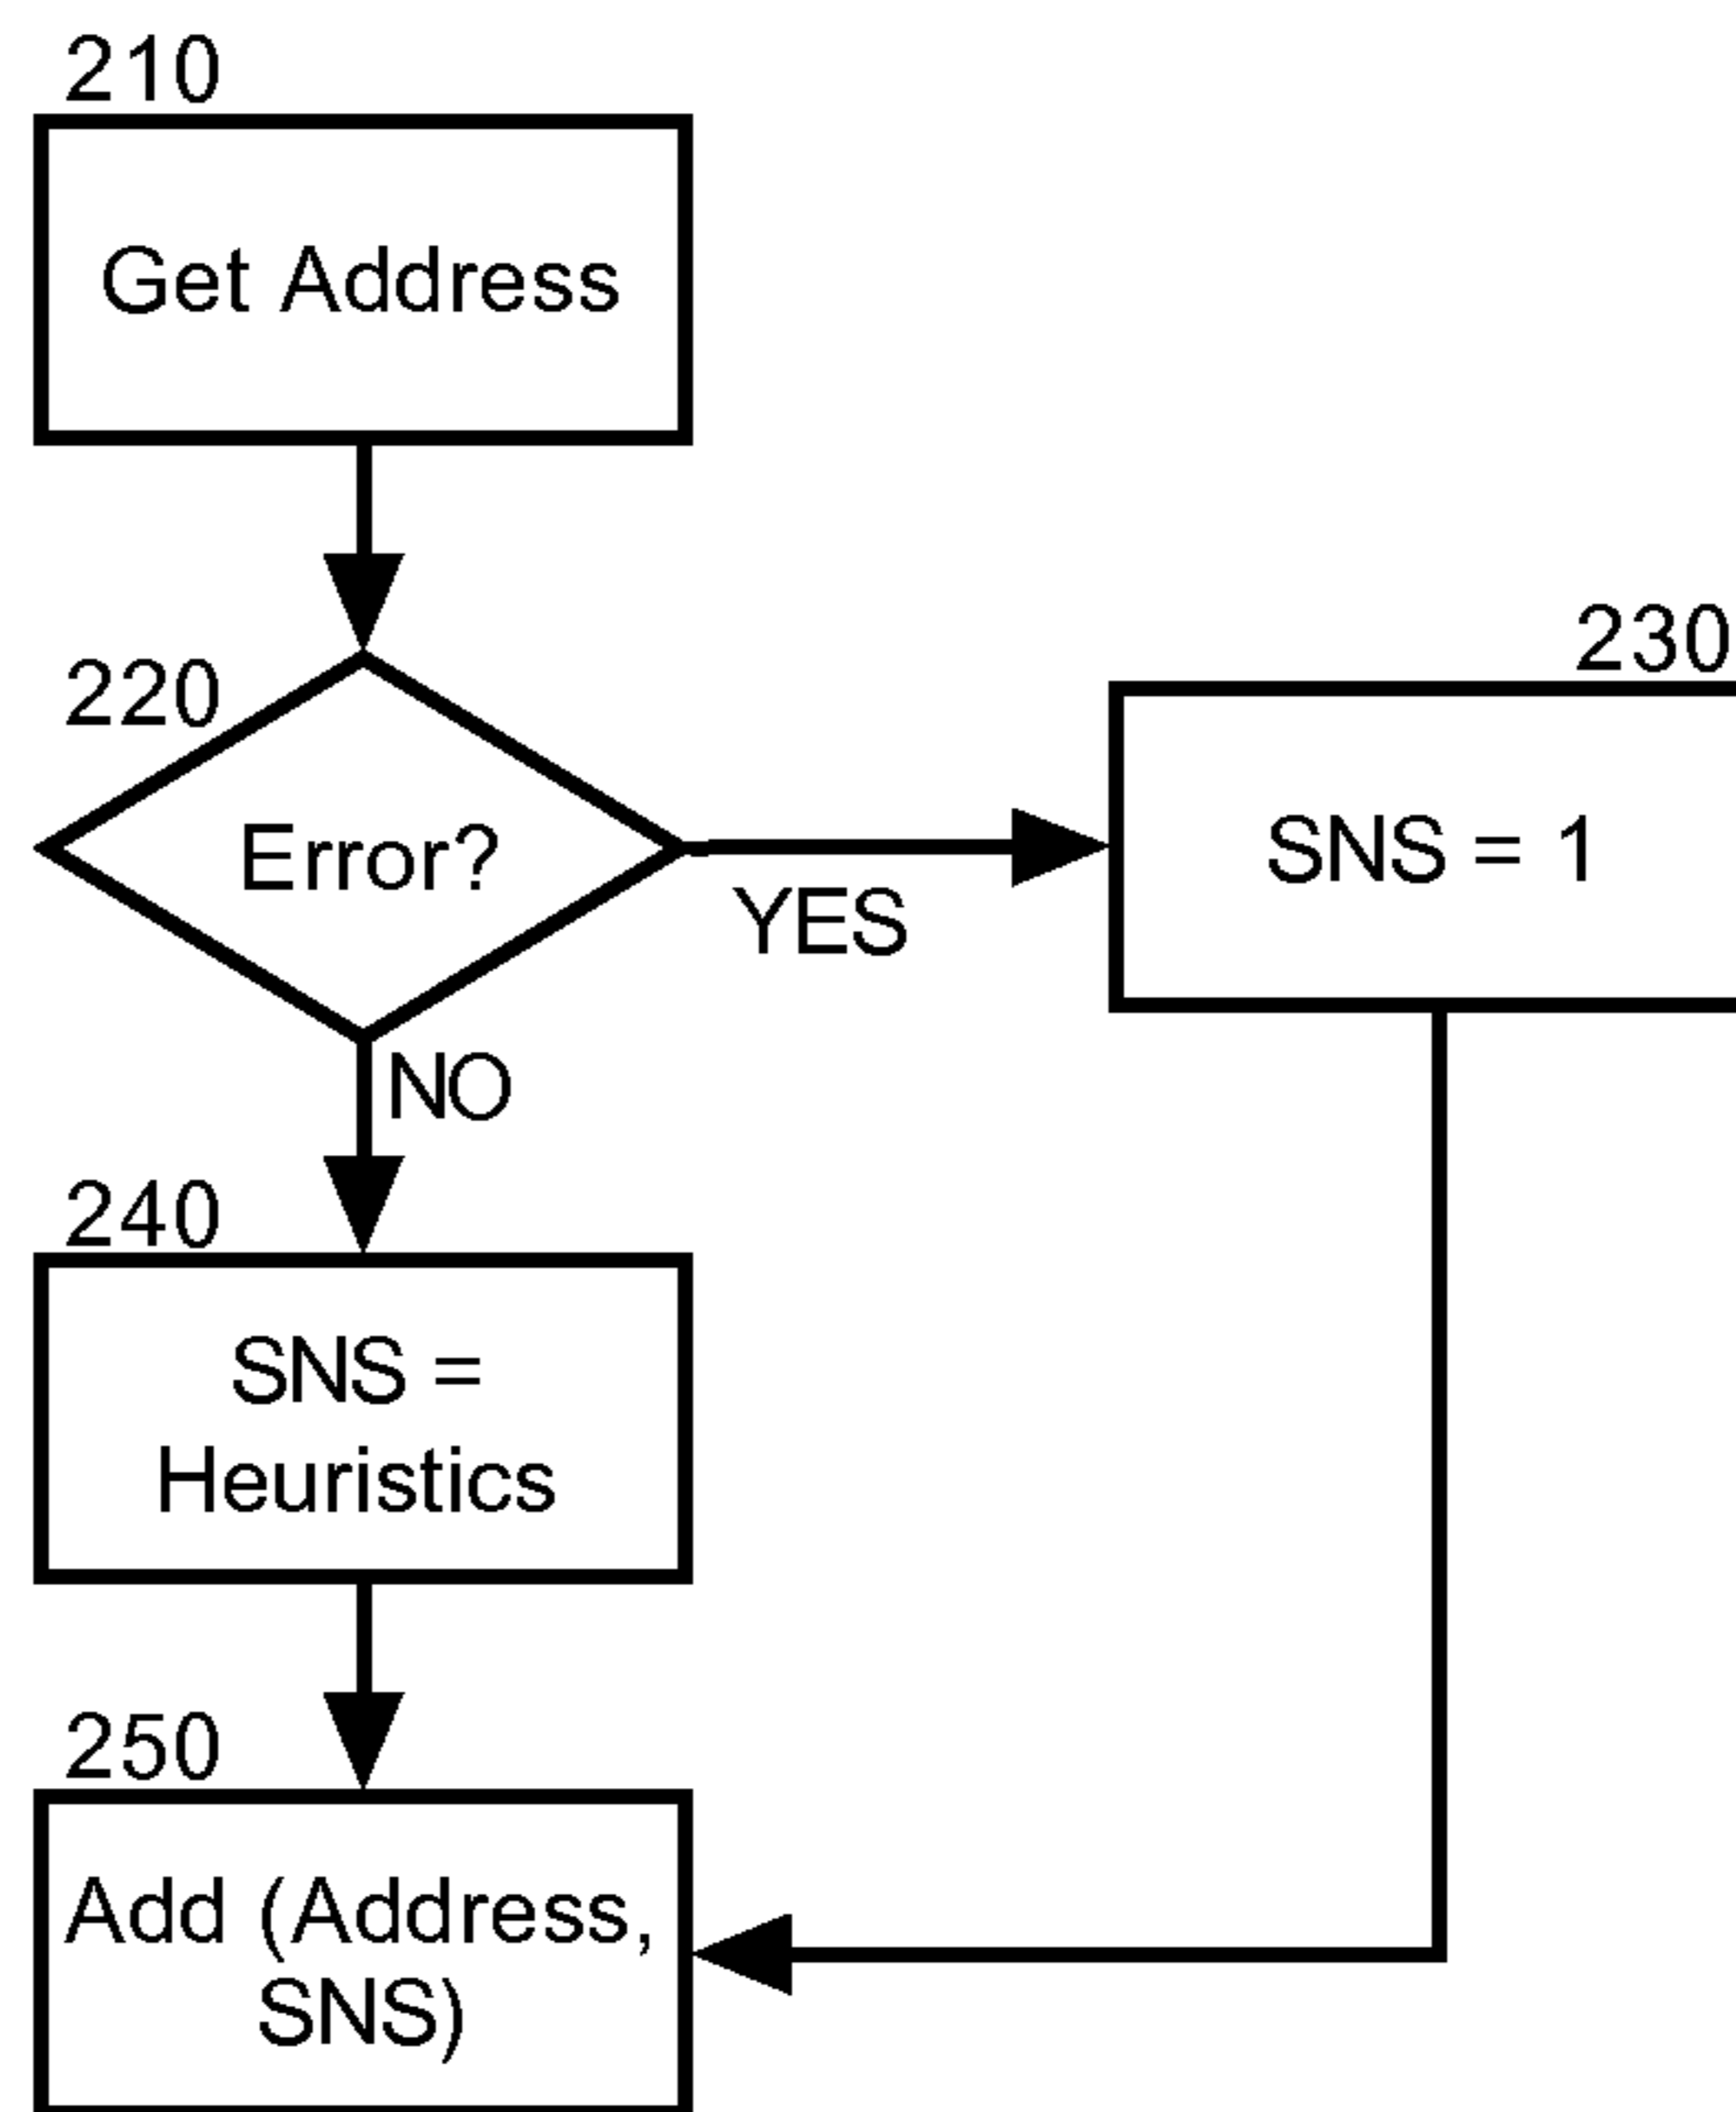 210
Get Address
220
Error?
YES
NO
230
SNS = 1
240
SNS =
Heuristics
250
Add (Address,
SNS)